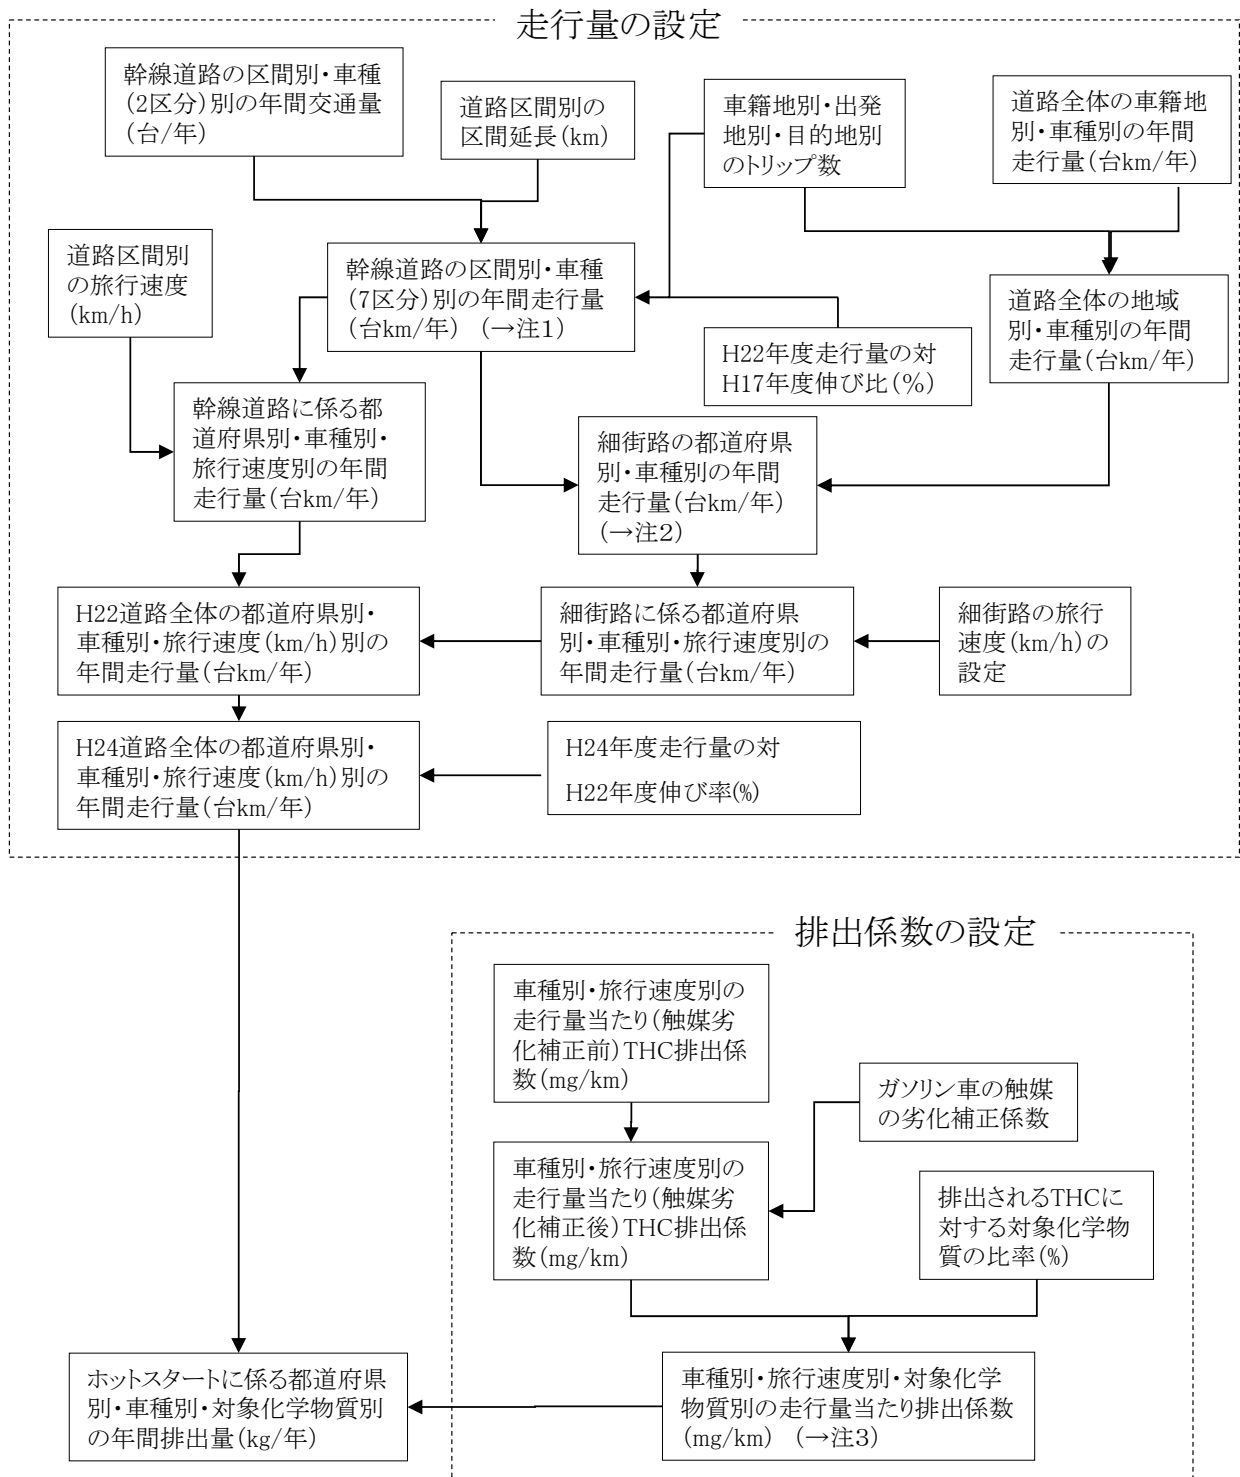 走行量の設定
幹線道路の区間別・車種
(2区分)別の年間交通量
(台/年)
道路区間別の
区間延長(km)
車籍地別・出発
地別・目的地別
のトリップ数
道路全体の車籍地
別・車種別の年間
走行量(台km/年)
道路区間別
の旅行速度
(km/h)
幹線道路の区間別・車種
(7区分)別の年間走行量
(台km/年) (→注1)
道路全体の地域
別・車種別の年間
走行量(台km/年)
H22年度走行量の対
H17年度伸び比(%)
幹線道路に係る都
道府県別・車種別・
旅行速度別の年間
走行量(台km/年)
細街路の都道府県
別・車種別の年間
走行量(台km/年)
(→注2)
H22道路全体の都道府県別・
車種別・旅行速度(km/h)別の
年間走行量(台km/年)
細街路に係る都道府県
別・車種別・旅行速度別の
年間走行量(台km/年)
細街路の旅行
速度(km/h)の
設定
H24道路全体の都道府県別・
車種別・旅行速度(km/h)別の
年間走行量(台km/年)
H24年度走行量の対
H22年度伸び率(%)
排出係数の設定
車種別・旅行速度別の
走行量当たり(触媒劣
化補正前)THC排出係
数(mg/km)
ガソリン車の触媒
の劣化補正係数
車種別・旅行速度別の
走行量当たり(触媒劣
化補正後)THC排出係
数(mg/km)
排出されるTHCに
対する対象化学物
質の比率(%)
ホットスタートに係る都道府県
別・車種別・対象化学物質別
の年間排出量(kg/年)
車種別・旅行速度別・対象化学
物質別の走行量当たり排出係数
(mg/km) (→注3)